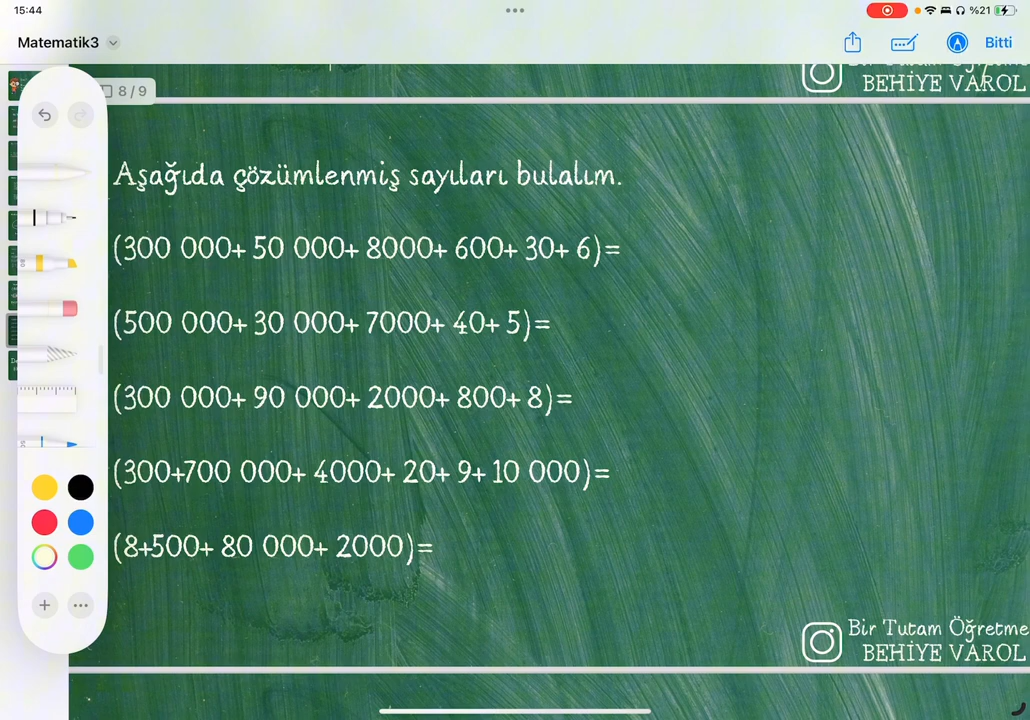 15:44
%21
Matematik3
Bitti
BEHİYE VAROL
8/9
Aşağıda çözümlenmiş sayıları bulalım.
(300 000+ 50 000+ 8000+ 600+ 30+ 6)=
(500 000+ 30 000+ 7000+ 40+ 5)=
(300 000+ 90 000+ 2000+ 800+ 8)=
(300+700 000+ 4000+ 20+ 9+ 10 000)=
(8+500+ 80 000+ 2000)=
Bir Tutam Öğretme
BEHİYE VAROL